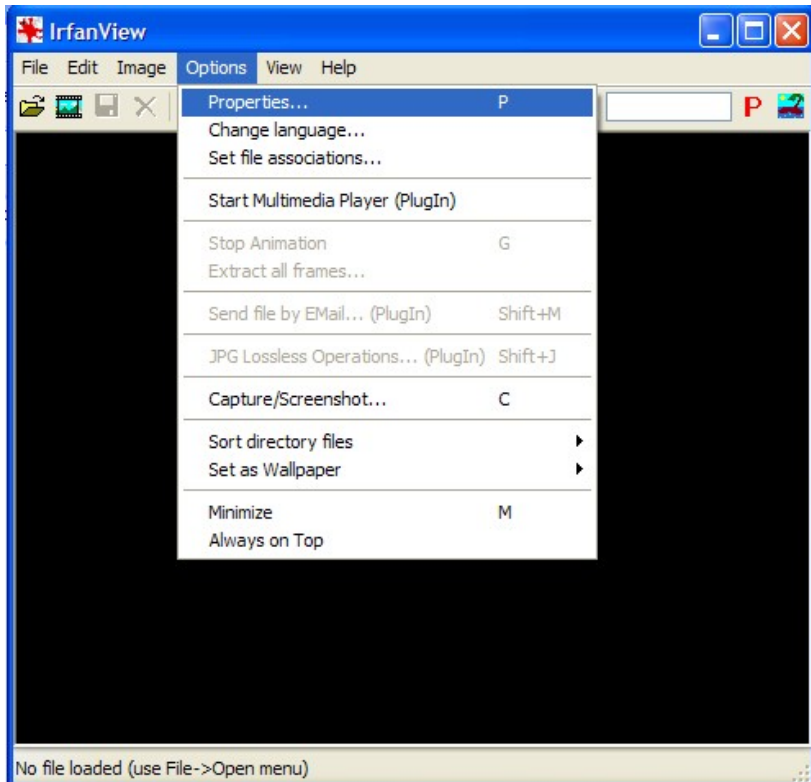 IrfanView
File Edit Image Options View Help
P
Properties... P
Change language...
Set file associations...
Start Multimedia Player (PlugIn)
Stop Animation G
Extract all frames...
Send file by EMail... (PlugIn) Shift+M
JPG Lossless Operations... (PlugIn) Shift+J
Capture/Screenshot... C
Sort directory files
Set as Wallpaper
Minimize M
Always on Top
No file loaded (use File->Open menu)